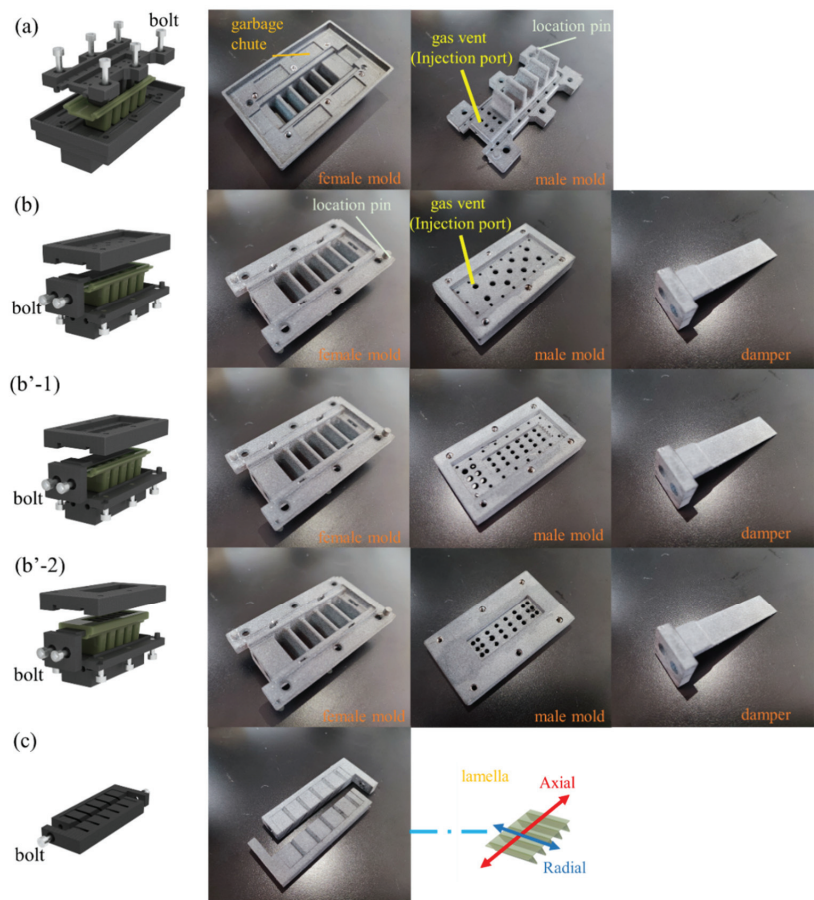 (a)
bolt
garbage
chute
female mold
gas vent
(Injection port)
location pin
male mold
(b)
bolt
location pin
female mold
gas vent
(Injection port)
male mold
damper
(b’-1)
bolt
female mold
male mold
damper
(b’-2)
bolt
female mold
male mold
damper
(c)
bolt
lamella
Axial
Radial